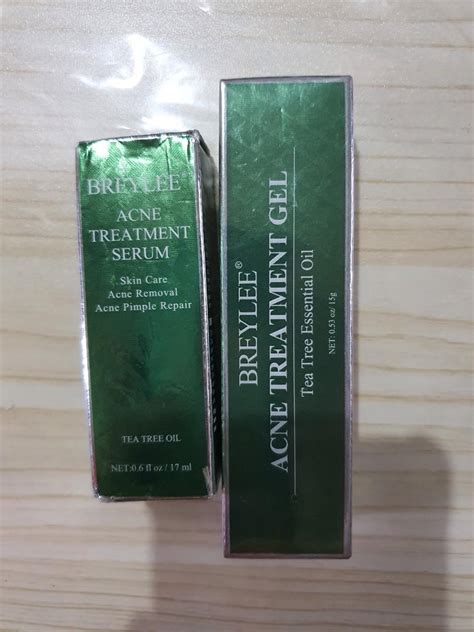 BREYLEE®
ACNE
TREATMENT
SERUM
Skin Care
Acne Removal
Acne Pimple Repair
TEA TREE OIL
NET:0.6 fl oz / 17 ml
BREYLEE®
ACNE TREATMENT GEL
Tea Tree Essential Oil
NET: 0.53 oz/ 15g